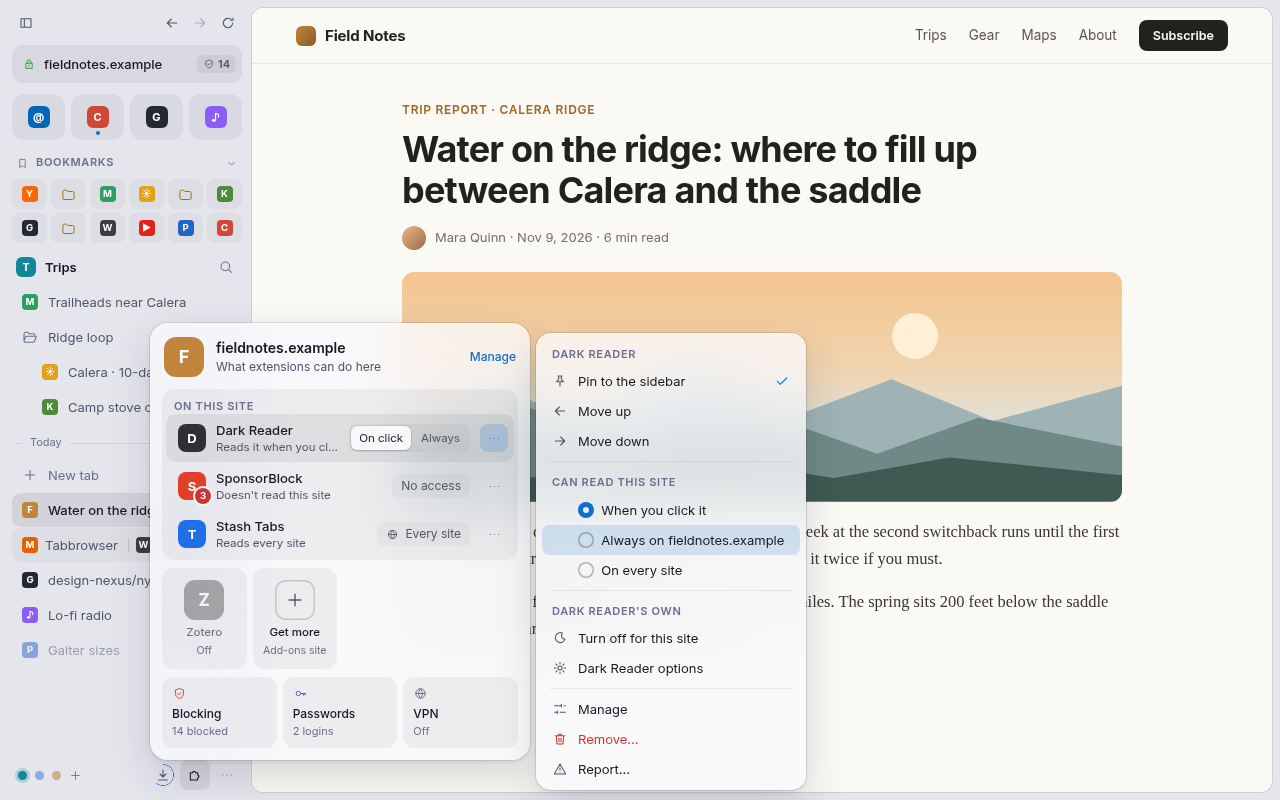 fieldnotes.example
14
@
C
G
BOOKMARKS
Y
M
K
G
W
P
C
T Trips
M Trailheads near Calera
Ridge loop
Calera · 10-da
K Camp stove
Today
New tab
F Water on the ridg
M Tabbrowser W
G design-nexus/ny
Lo-fi radio
P Gaiter sizes
Field Notes
Trips Gear Maps About Subscribe
TRIP REPORT · CALERA RIDGE
Water on the ridge: where to fill up
between Calera and the saddle
Mara Quinn · Nov 9, 2026 · 6 min read
eek at the second switchback runs until the first
it twice if you must.
iles. The spring sits 200 feet below the saddle
F fieldnotes.example
What extensions can do here
Manage
ON THIS SITE
D Dark Reader
Reads it when you cl...
On click Always
S 3 SponsorBlock
Doesn't read this site
No access
T Stash Tabs
Reads every site
Every site
Z
Zotero
Off
Get more
Add-ons site
Blocking
14 blocked
Passwords
2 logins
VPN
Off
DARK READER
Pin to the sidebar
Move up
Move down
CAN READ THIS SITE
When you click it
Always on fieldnotes.example
On every site
DARK READER'S OWN
Turn off for this site
Dark Reader options
Manage
Remove...
Report...